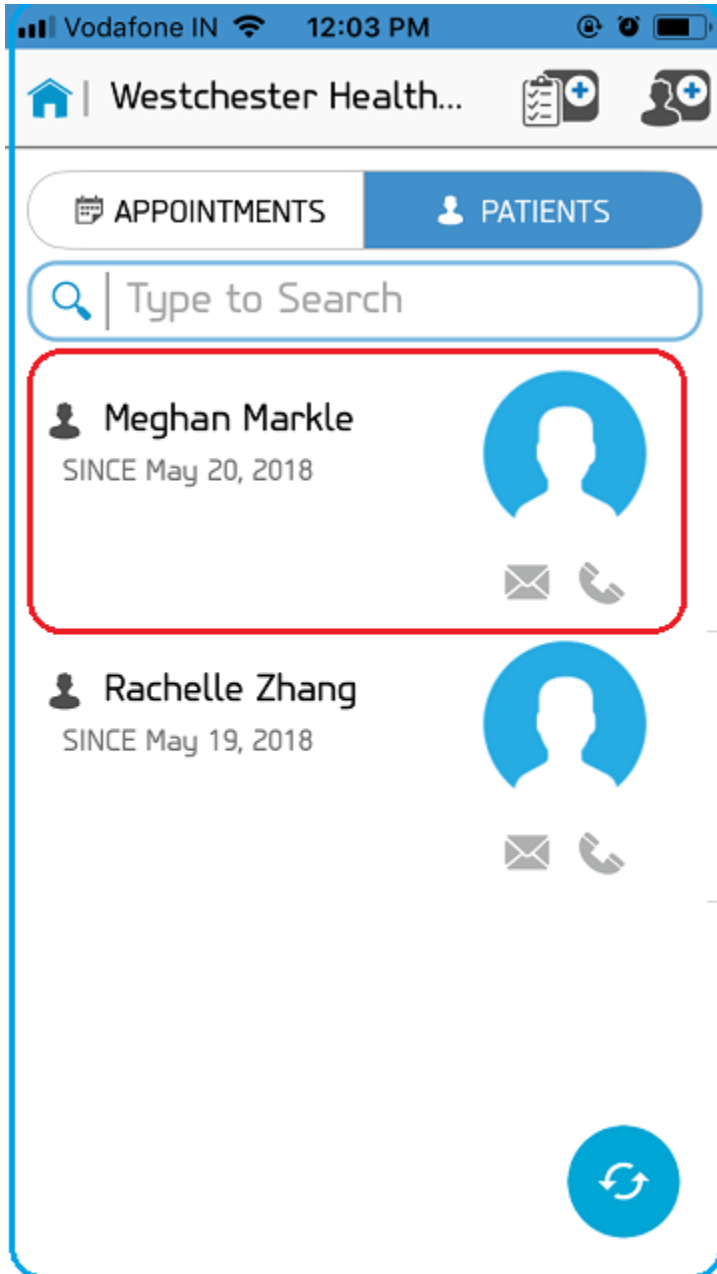 Vodafone IN 12:03 PM
Westchester Health...
APPOINTMENTS PATIENTS
Type to Search
Meghan Markle
SINCE May 20, 2018
Rachelle Zhang
SINCE May 19, 2018